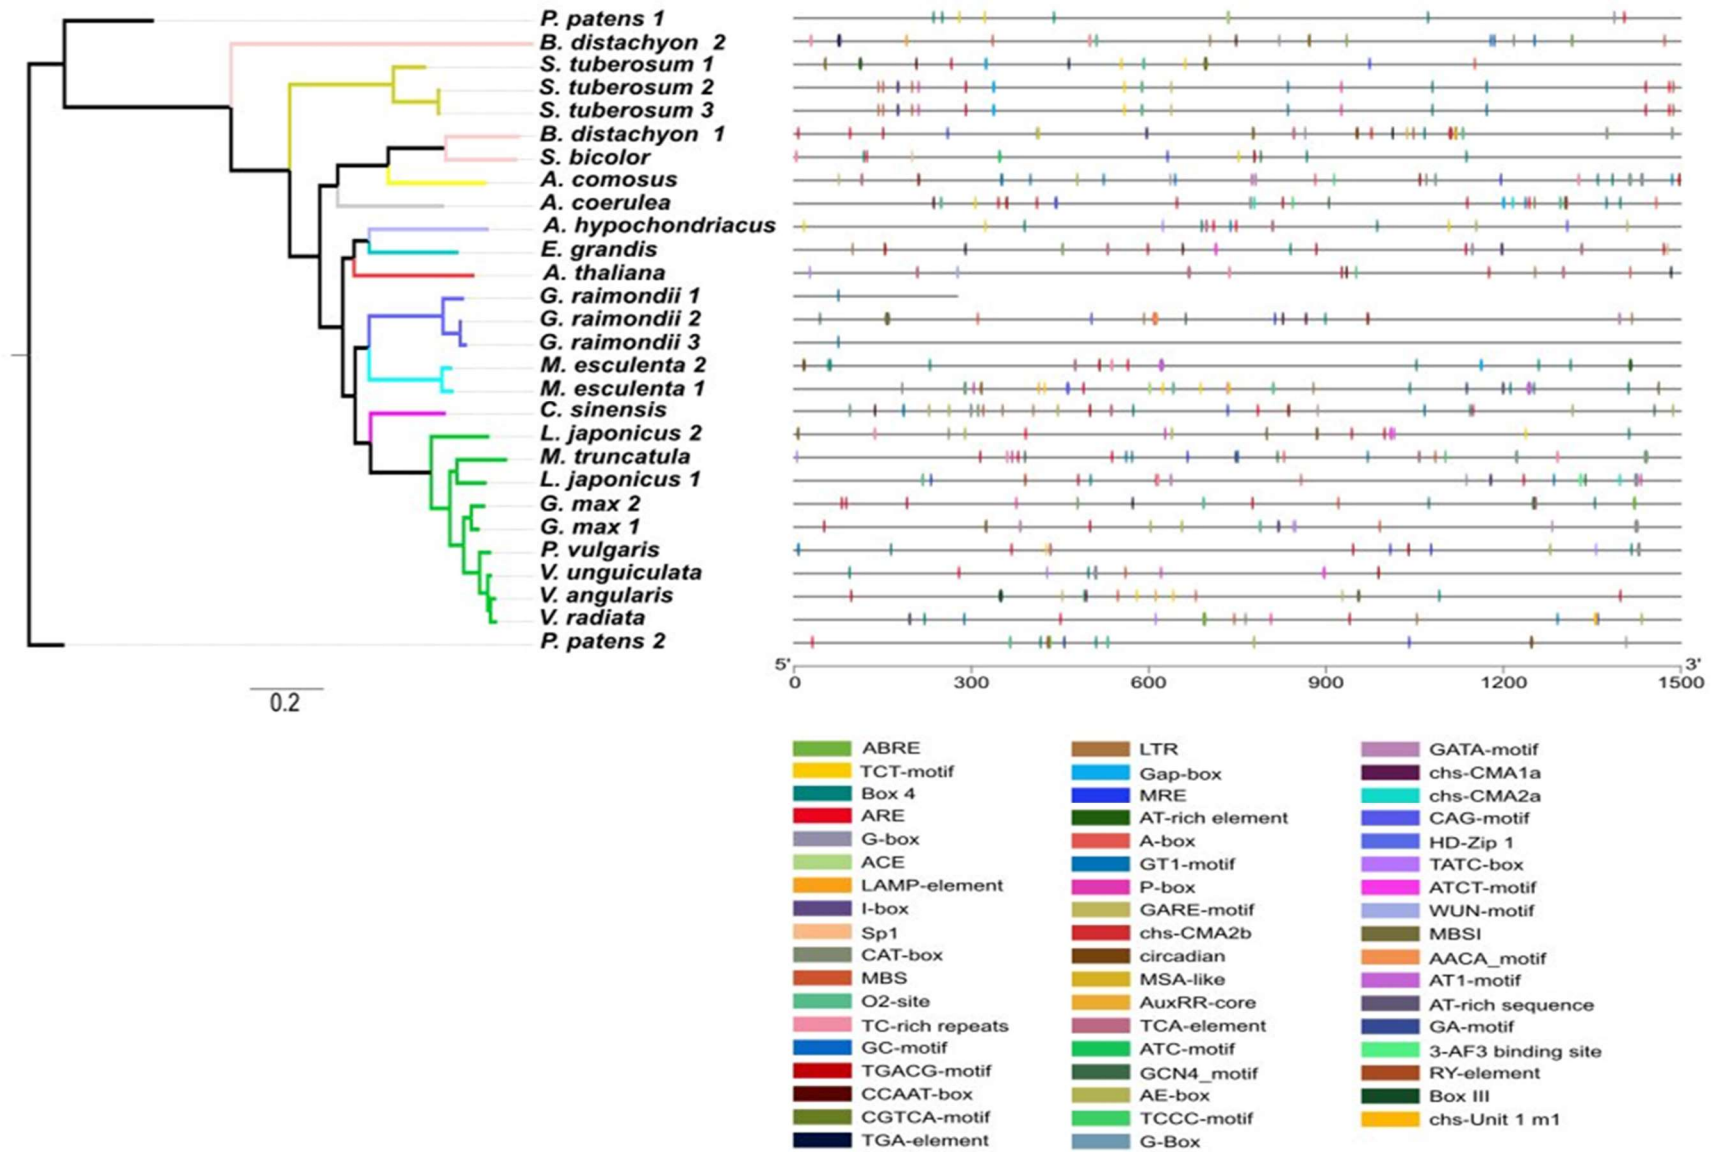 P. patens 1
B. distachyon 2
S. tuberosum 1
S. tuberosum 2
S. tuberosum 3
B. distachyon 1
S. bicolor
A. comosus
A. coerulea
A. hypochondriacus
E. grandis
A. thaliana
G. raimondii 1
G. raimondii 2
G. raimondii 3
M. esculenta 2
M. esculenta 1
C. sinensis
L. japonicus 2
M. truncatula
L. japonicus 1
G. max 2
G. max 1
P. vulgaris
V. unguiculata
V. angularis
V. radiata
P. patens 2
0.2
5' 3'
0 300 600 900 1200 1500
ABRE
TCT-motif
Box 4
ARE
G-box
ACE
LAMP-element
I-box
Sp1
CAT-box
MBS
O2-site
TC-rich repeats
GC-motif
TGACG-motif
CCAAT-box
CGTCA-motif
TGA-element
LTR
Gap-box
MRE
AT-rich element
A-box
GT1-motif
P-box
GARE-motif
chs-CMA2b
circadian
MSA-like
AuxRR-core
TCA-element
ATC-motif
GCN4_motif
AE-box
TCCC-motif
G-Box
GATA-motif
chs-CMA1a
chs-CMA2a
CAG-motif
HD-Zip 1
TATC-box
ATCT-motif
WUN-motif
MBSI
AACA_motif
AT1-motif
AT-rich sequence
GA-motif
3-AF3 binding site
RY-element
Box III
chs-Unit 1 m1